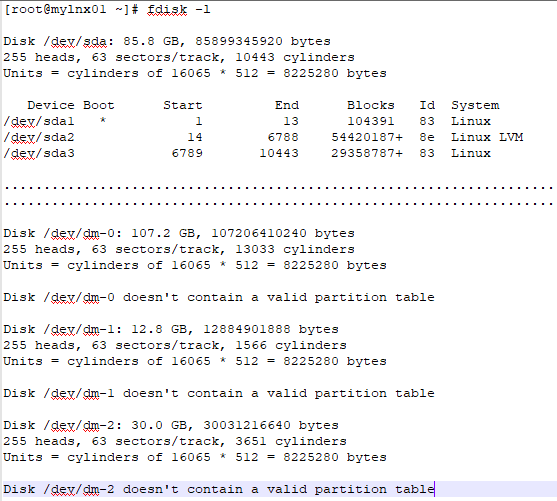 [root@mylnx01 ~]# fdisk -l
Disk /dev/sda: 85.8 GB, 85899345920 bytes
255 heads, 63 sectors/track, 10443 cylinders
Units = cylinders of 16065 * 512 = 8225280 bytes
Device Boot Start End Blocks Id System
/dev/sda1 * 1 13 104391 83 Linux
/dev/sda2 14 6788 54420187+ 8e Linux LVM
/dev/sda3 6789 10443 29358787+ 83 Linux
.....................................................................
.....................................................................
Disk /dev/dm-0: 107.2 GB, 107206410240 bytes
255 heads, 63 sectors/track, 13033 cylinders
Units = cylinders of 16065 * 512 = 8225280 bytes
Disk /dev/dm-0 doesn't contain a valid partition table
Disk /dev/dm-1: 12.8 GB, 12884901888 bytes
255 heads, 63 sectors/track, 1566 cylinders
Units = cylinders of 16065 * 512 = 8225280 bytes
Disk /dev/dm-1 doesn't contain a valid partition table
Disk /dev/dm-2: 30.0 GB, 30031216640 bytes
255 heads, 63 sectors/track, 3651 cylinders
Units = cylinders of 16065 * 512 = 8225280 bytes
Disk /dev/dm-2 doesn't contain a valid partition table